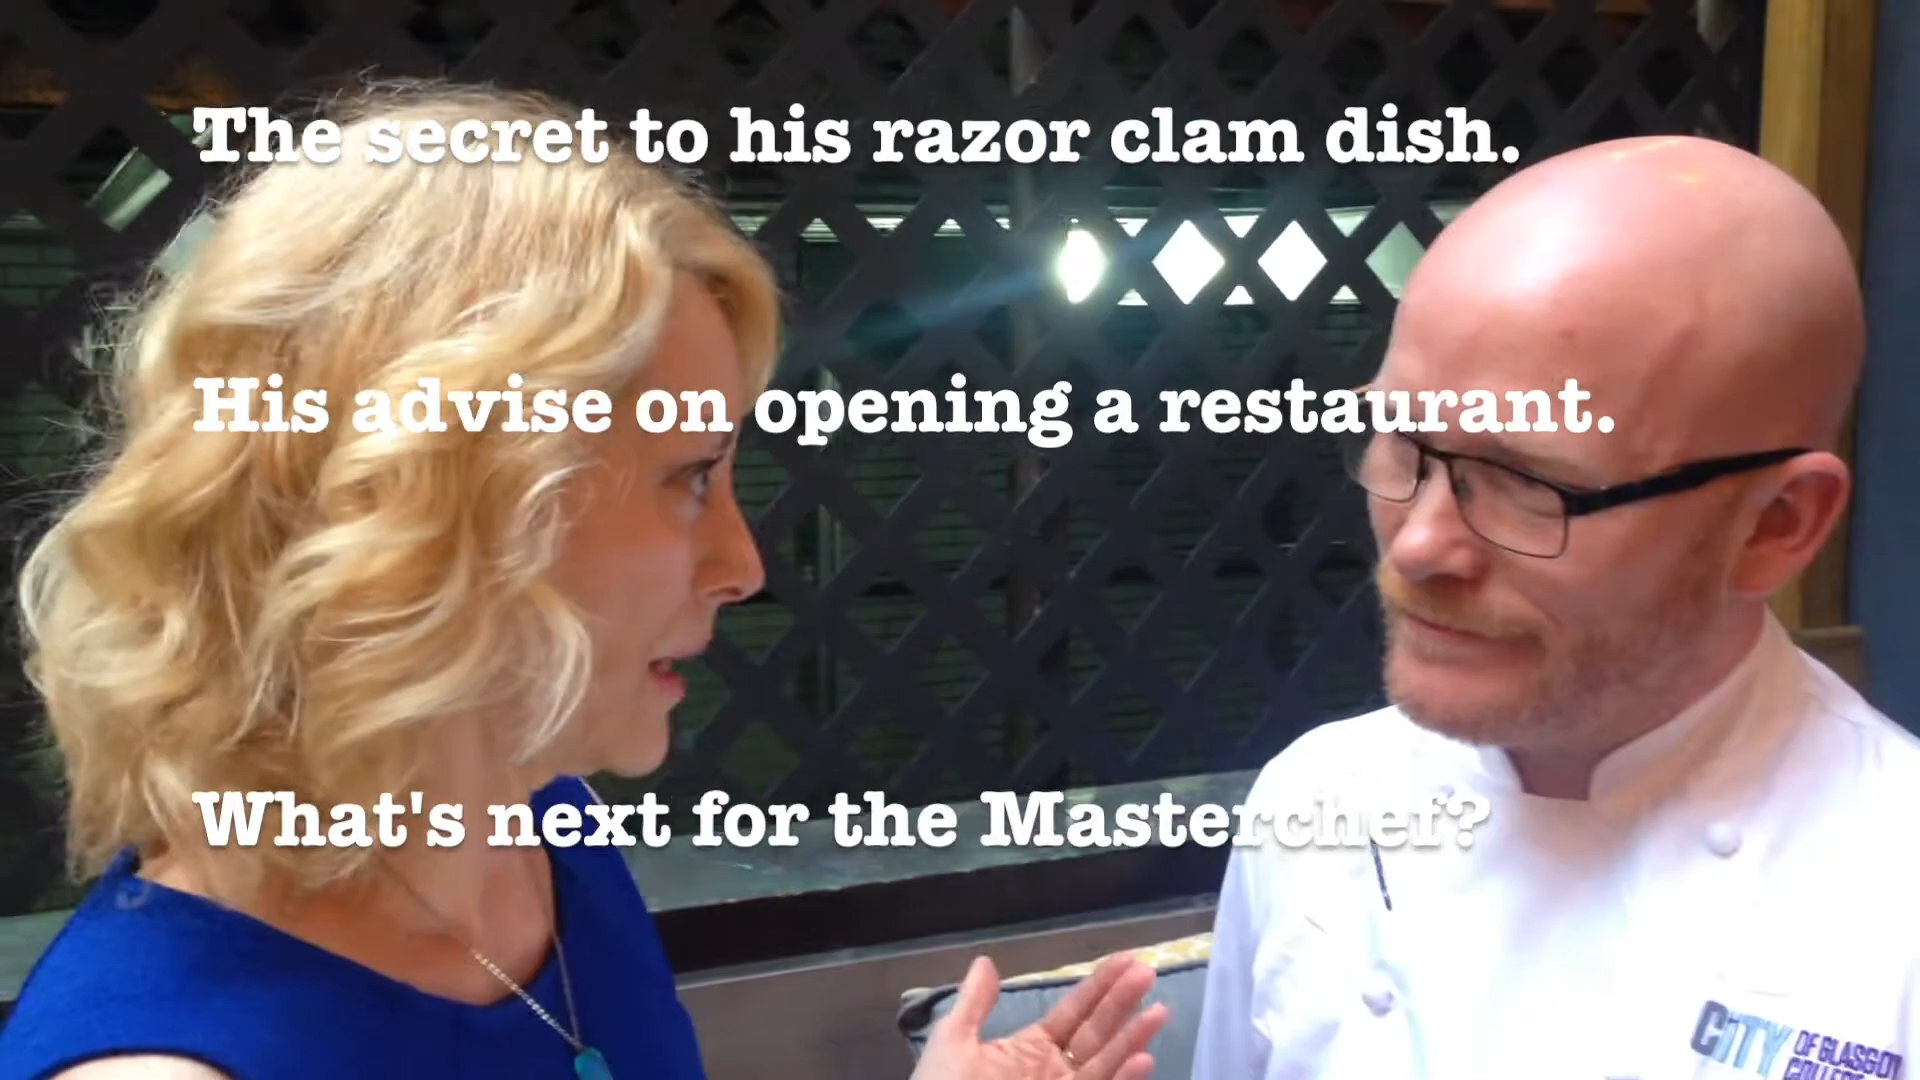 The secret to his razor clam dish.
His advise on opening a restaurant.
What's next for the Masterchef?
CiTY
OF GLASGOW
COLLEGE